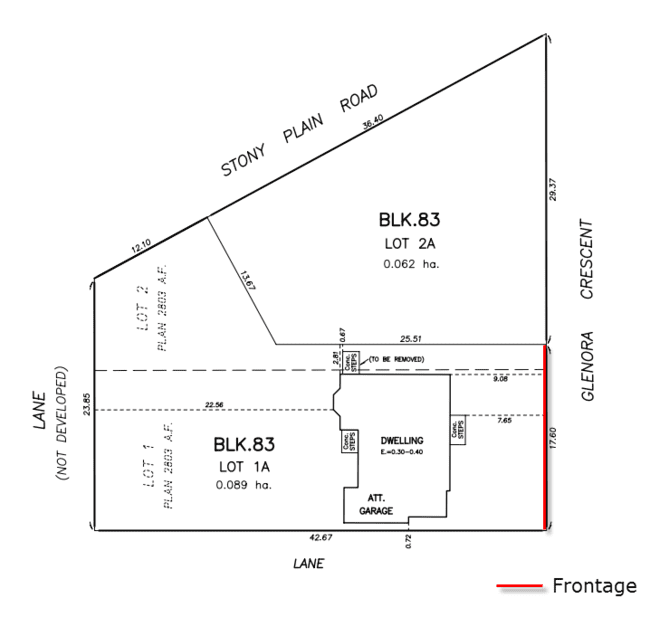 STONY PLAIN ROAD
36.40
12.10
29.37
BLK.83
LOT 2A
0.062 ha.
13.67
CRESCENT
GLENORA
LOT 2
PLAN 2803 A.F.
0.67
25.51
2.81
Conc.
STEPS
(TO BE REMOVED)
9.08
LANE
(NOT DEVELOPED)
23.85
22.56
7.65
17.60
BLK.83
LOT 1A
0.089 ha.
LOT 1
PLAN 2803 A.F.
Conc.
STEPS
DWELLING
E.=0.30-0.40
Conc.
STEPS
ATT.
GARAGE
42.67
0.72
LANE
Frontage